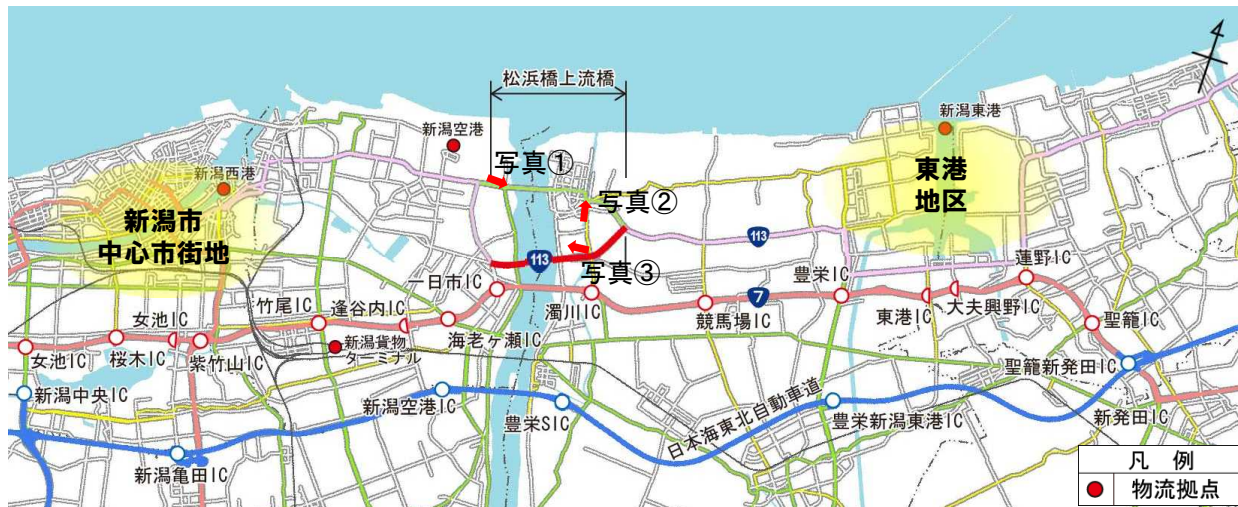 松浜橋上流橋
新潟空港
写真①
新潟東港
新潟西港
写真②
東港
地区
新潟市
中心市街地
113
113
写真③
一日市IC
濁川IC
豊栄IC
蓮野IC
7
競馬場IC
東港IC
大夫興野IC
竹尾IC
逢谷内IC
海老ヶ瀬IC
聖籠IC
女池IC
女池IC
桜木IC
紫竹山IC
新潟貨物
ターミナル
聖籠新発田IC
新潟中央IC
新潟空港IC
豊栄SIC
日本海東北自動車道
豊栄新潟東港IC
新発田IC
新潟亀田IC
凡 例
物流拠点